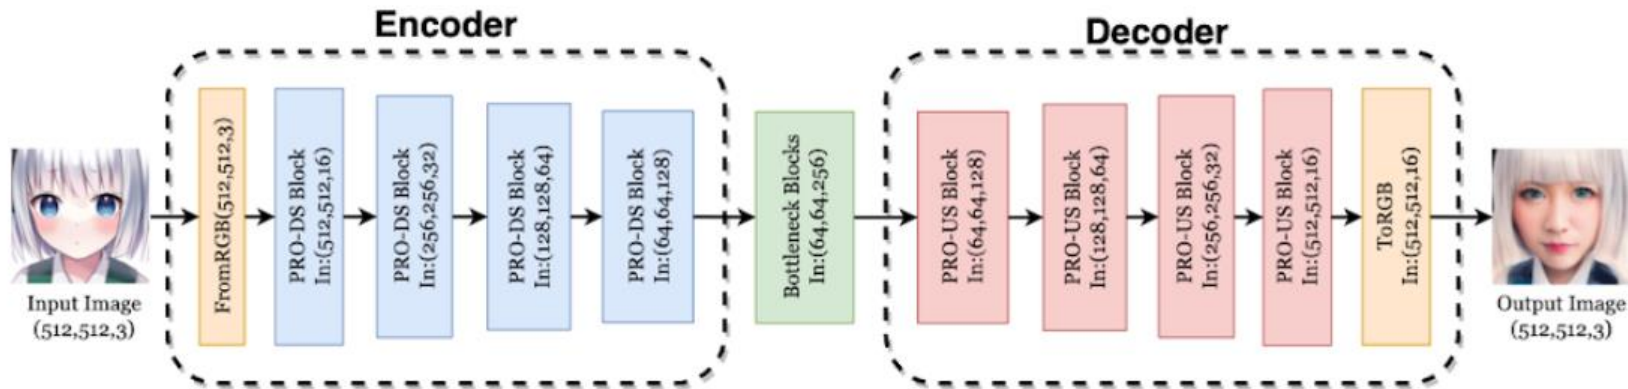 Encoder
Decoder
Input Image
(512,512,3)
FromRGB(512,512,3)
PRO-DS Block
In:(512,512,16)
PRO-DS Block
In:(256,256,32)
PRO-DS Block
In:(128,128,64)
PRO-DS Block
In:(64,64,128)
Bottleneck Blocks
In:(64,64,256)
PRO-US Block
In:(64,64,128)
PRO-US Block
In:(128,128,64)
PRO-US Block
In:(256,256,32)
PRO-US Block
In:(512,512,16)
ToRGB
In:(512,512,16)
Output Image
(512,512,3)